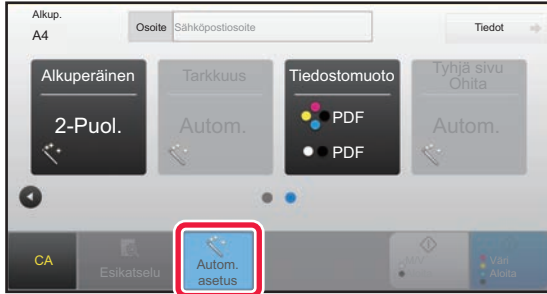 Alkup.
A4
Osoite Sähköpostiosoite
Tiedot
Alkuperäinen
2-Puol.
Tarkkuus
Autom.
Tiedostomuoto
PDF
PDF
Tyhjä sivu
Ohita
Autom.
CA
Esikatselu
Autom.
asetus
M/V
Väri
Aloita